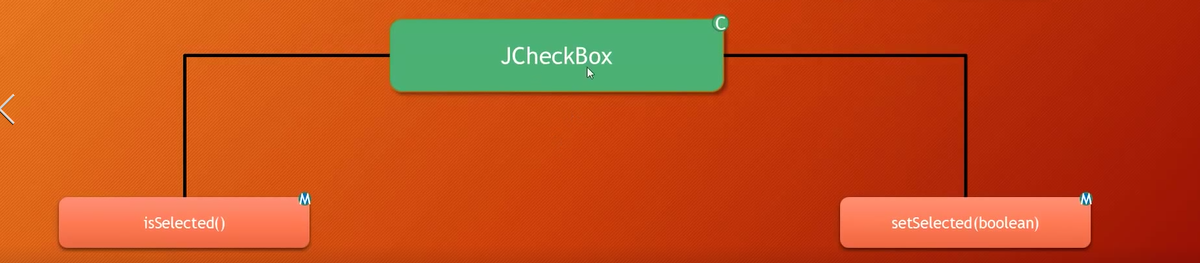 C
JCheckBox
M
isSelected()
M
setSelected(boolean)